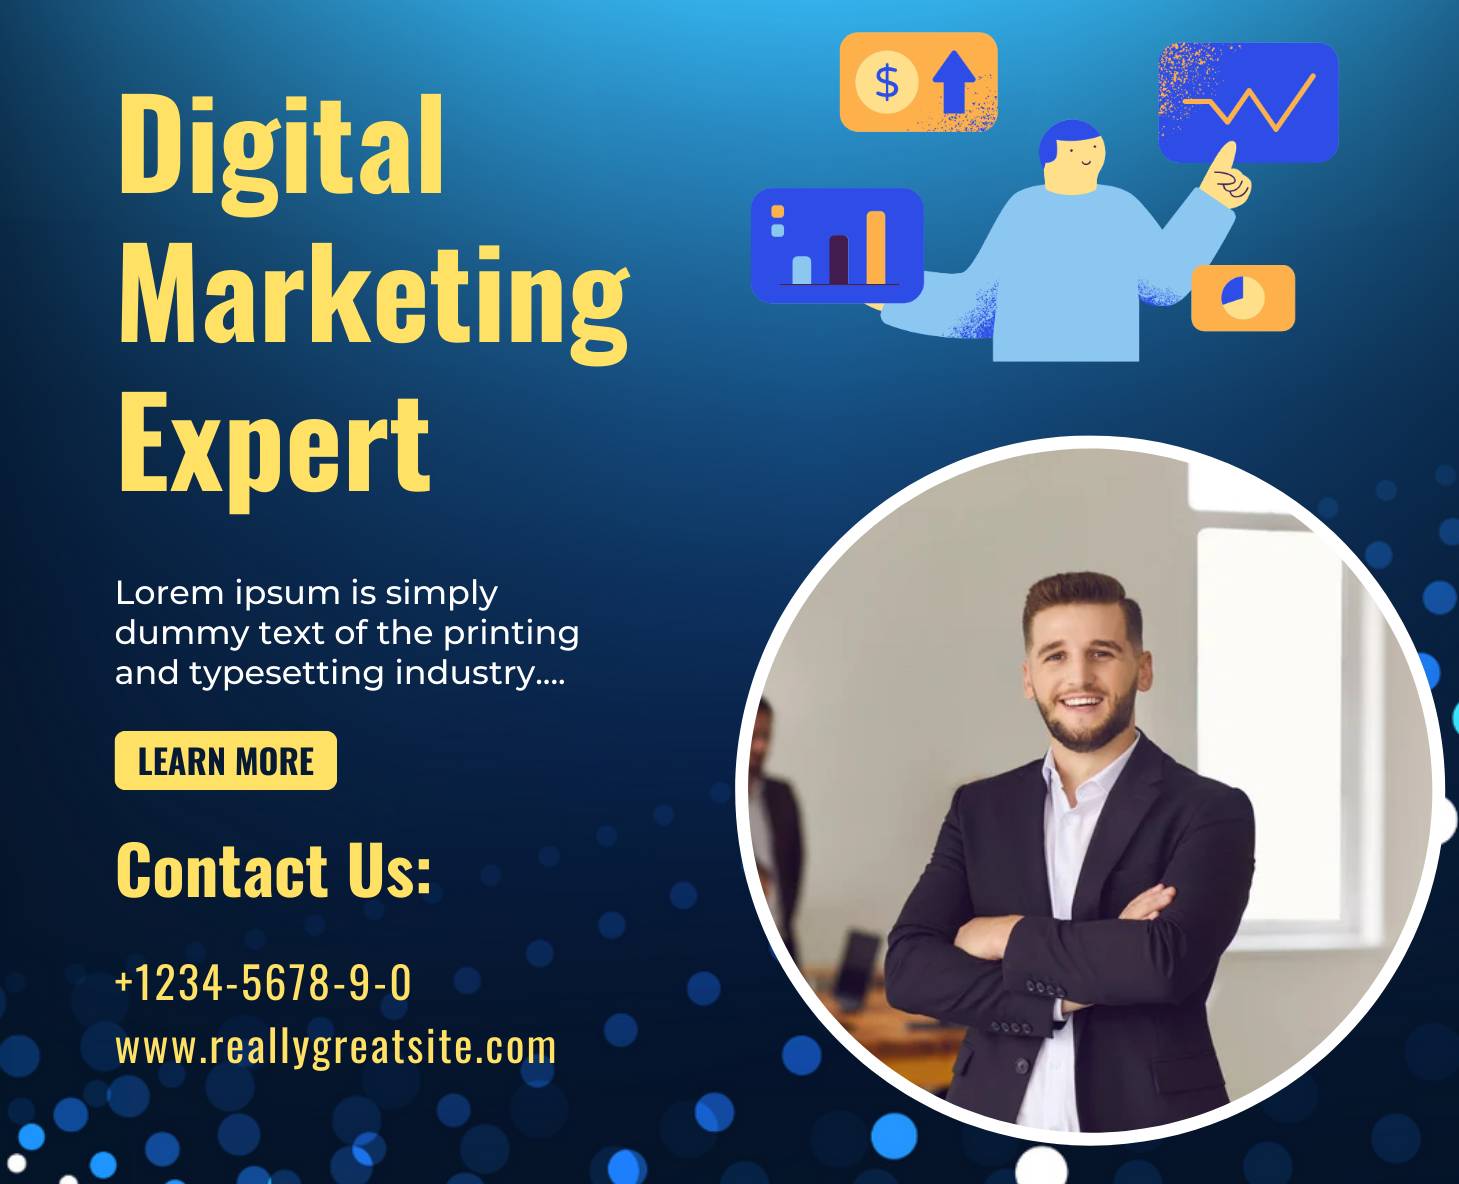 Digital
Marketing
Expert
$
Lorem ipsum is simply
dummy text of the printing
and typesetting industry....
LEARN MORE
Contact Us:
+1234-5678-9-0
www.reallygreatsite.com